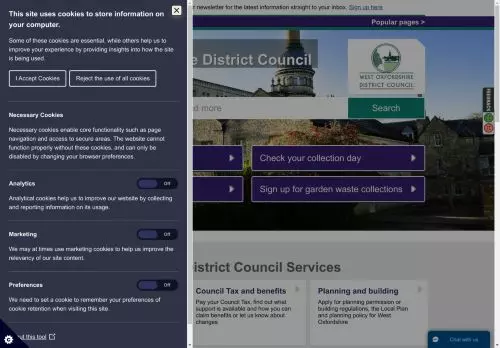 This site uses cookies to store information on
your computer.
Some of these cookies are essential, while others help us to
improve your experience by providing insights into how the site
is being used.
I Accept Cookies
Reject the use of all cookies
Necessary Cookies
Necessary cookies enable core functionality such as page
navigation and access to secure areas. The website cannot
function properly without these cookies, and can only be
disabled by changing your browser preferences.
Analytics
Off
Analytical cookies help us to improve our website by collecting
and reporting information on its usage.
Marketing
Off
We may at times use marketing cookies to help us improve the
relevancy of our site content.
Preferences
Off
We need to set a cookie to remember your preferences of
cookie retention when visiting this site.
ut this tool
r newsletter for the latest information straight to your inbox. Sign up here
Popular pages >
e District Council
WEST OXFORDSHIRE
DISTRICT COUNCIL
nd more
Search
FEEDBACK
Check your collection day
Sign up for garden waste collections
istrict Council Services
Council Tax and benefits
Pay your Council Tax, find out what
support is available and how you can
claim benefits or let us know about
changes
Planning and building
Apply for planning permission or
building regulations, the Local Plan
and planning policy for West
Oxfordshire
Chat with us